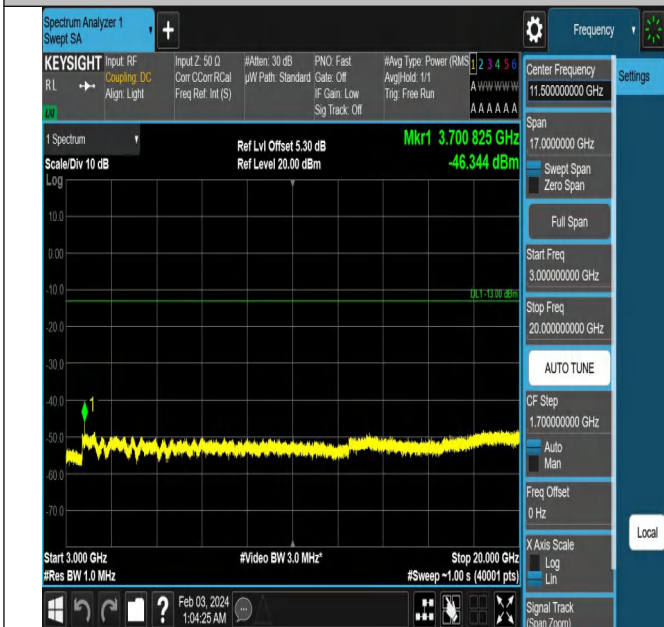 Spectrum Analyzer 1
Swept SA
Frequency
KEYSIGHT
RL
Input: RF
Coupling: DC
Align: Light
Input Z: 50 Ω
Corr CCorr RCal
Freq Ref: Int (S)
#Atten: 30 dB
µW Path: Standard
PNO: Fast
Gate: Off
IF Gain: Low
Sig Track: Off
#Avg Type: Power (RMS
Avg|Hold: 1/1
Trig: Free Run
1 2 3 4 5 6
A W W W W W
A A A A A A
LXI
1 Spectrum
Scale/Div 10 dB
Log
Ref Lvl Offset 5.30 dB
Ref Level 20.00 dBm
Mkr1 3.700 825 GHz
-46.344 dBm
10.0
0.00
-10.0
DL1 -13.00 dBm
-20.0
-30.0
-40.0
1
-50.0
-60.0
-70.0
Start 3.000 GHz
#Res BW 1.0 MHz
#Video BW 3.0 MHz*
Stop 20.000 GHz
#Sweep ~1.00 s (40001 pts)
Feb 03, 2024
1:04:25 AM
Center Frequency
11.500000000 GHz
Settings
Span
17.0000000 GHz
Swept Span
Zero Span
Full Span
Start Freq
3.000000000 GHz
Stop Freq
20.000000000 GHz
AUTO TUNE
CF Step
1.700000000 GHz
Auto
Man
Freq Offset
0 Hz
X Axis Scale
Log
Lin
Local
Signal Track
(Span Zoom)